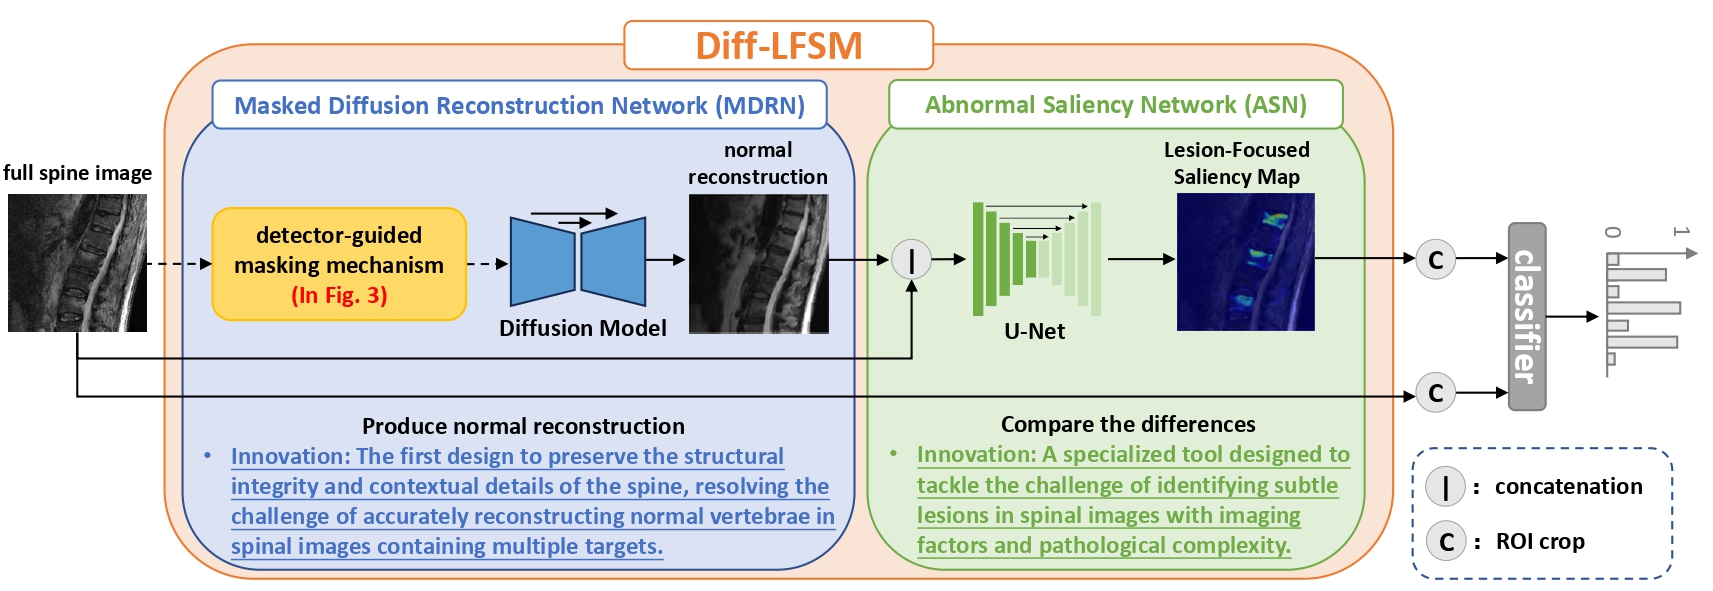 Diff-LFSM
Masked Diffusion Reconstruction Network (MDRN)
Abnormal Saliency Network (ASN)
full spine image
detector-guided
masking mechanism
(In Fig. 3)
Diffusion Model
normal
reconstruction
|
U-Net
Lesion-Focused
Saliency Map
C
C
classifier
0
1
Produce normal reconstruction
• Innovation: The first design to preserve the structural
integrity and contextual details of the spine, resolving the
challenge of accurately reconstructing normal vertebrae in
spinal images containing multiple targets.
Compare the differences
• Innovation: A specialized tool designed to
tackle the challenge of identifying subtle
lesions in spinal images with imaging
factors and pathological complexity.
| : concatenation
C : ROI crop